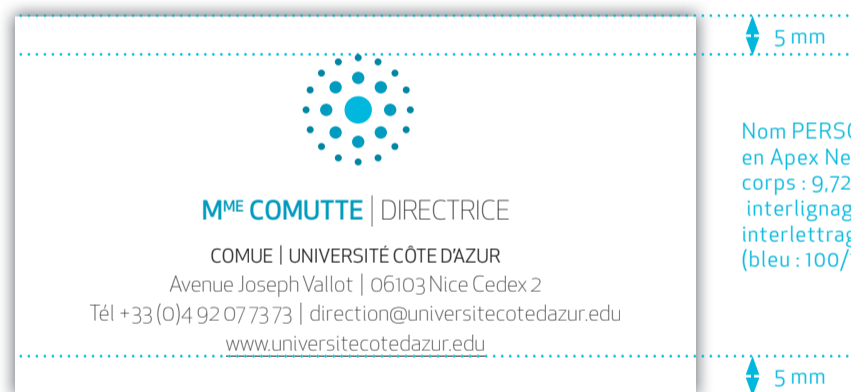 5 mm
Nom PERSO
en Apex Ne
corps : 9,72
interlignag
interlettrag
(bleu : 100/
MME COMUTTE | DIRECTRICE
COMUE | UNIVERSITÉ CÔTE D'AZUR
Avenue Joseph Vallot | 06103 Nice Cedex 2
Tél +33 (0)4 92 07 73 73 | direction@universitecotedazur.edu
www.universitecotedazur.edu
5 mm